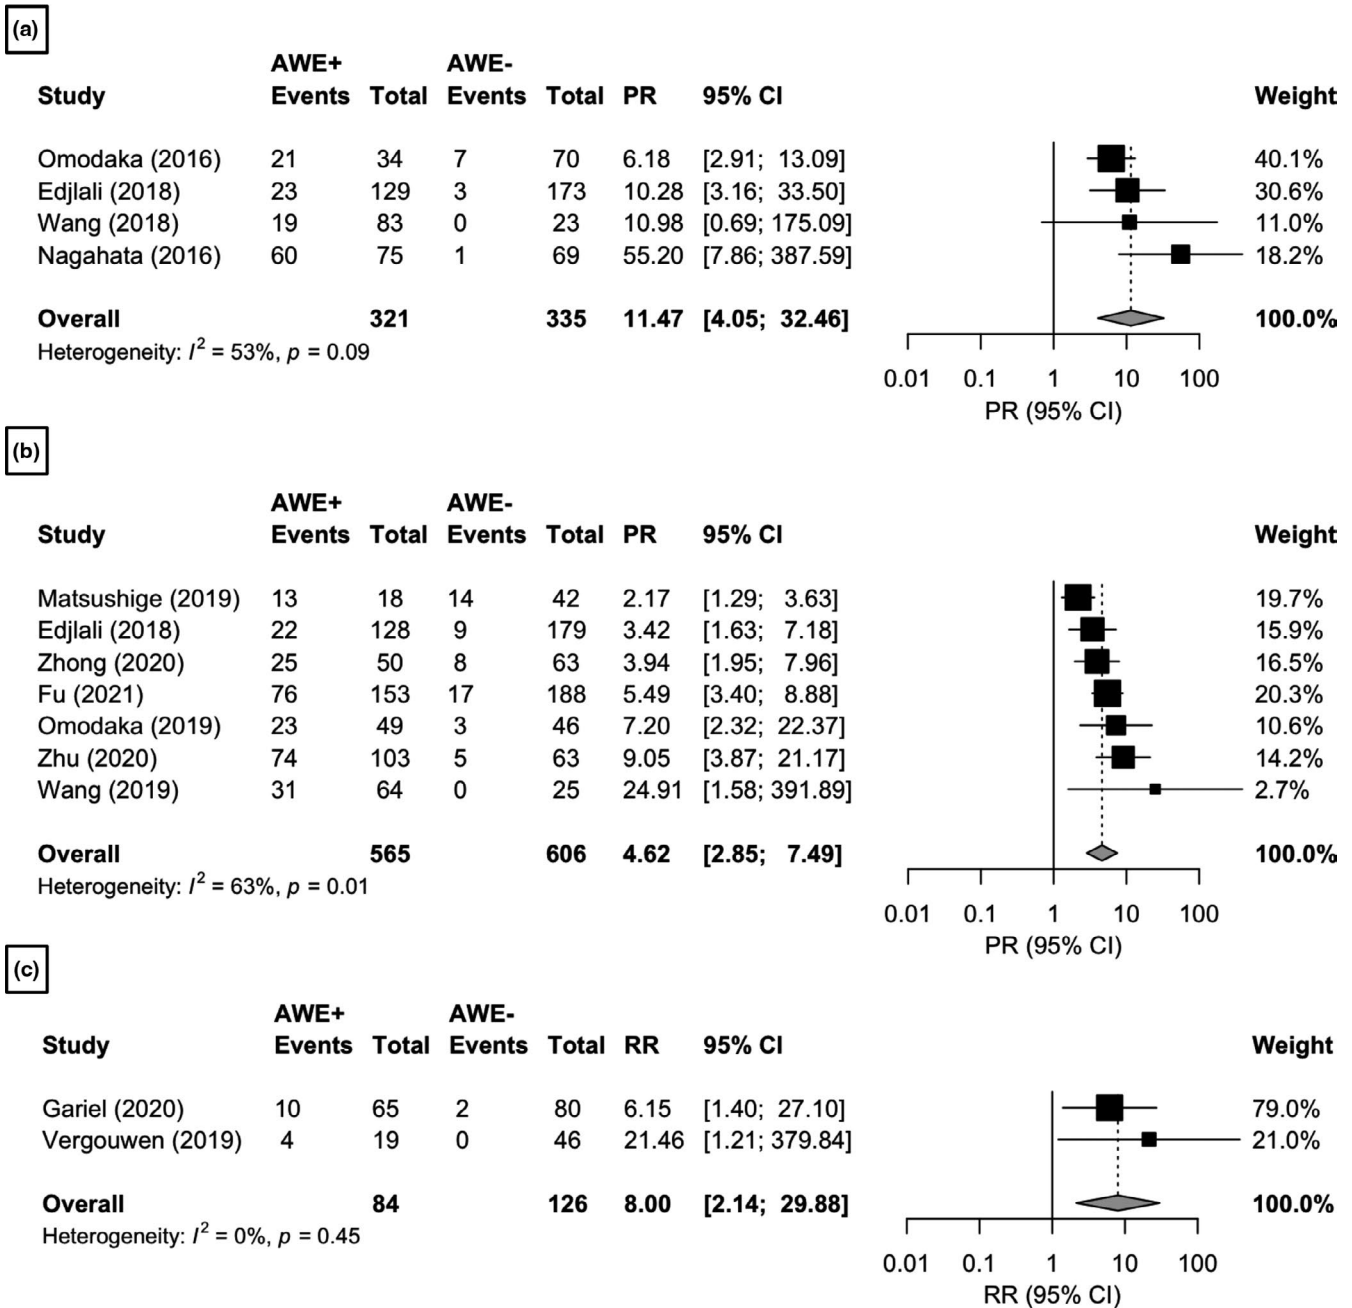 (a)
AWE+ AWE-
Study Events Total Events Total PR 95% CI Weight
Omodaka (2016) 21 34 7 70 6.18 [2.91; 13.09] 40.1%
Edjlali (2018) 23 129 3 173 10.28 [3.16; 33.50] 30.6%
Wang (2018) 19 83 0 23 10.98 [0.69; 175.09] 11.0%
Nagahata (2016) 60 75 1 69 55.20 [7.86; 387.59] 18.2%
Overall 321 335 11.47 [4.05; 32.46] 100.0%
Heterogeneity: I² = 53%, p = 0.09
0.01 0.1 1 10 100
PR (95% CI)
(b)
AWE+ AWE-
Study Events Total Events Total PR 95% CI Weight
Matsushige (2019) 13 18 14 42 2.17 [1.29; 3.63] 19.7%
Edjlali (2018) 22 128 9 179 3.42 [1.63; 7.18] 15.9%
Zhong (2020) 25 50 8 63 3.94 [1.95; 7.96] 16.5%
Fu (2021) 76 153 17 188 5.49 [3.40; 8.88] 20.3%
Omodaka (2019) 23 49 3 46 7.20 [2.32; 22.37] 10.6%
Zhu (2020) 74 103 5 63 9.05 [3.87; 21.17] 14.2%
Wang (2019) 31 64 0 25 24.91 [1.58; 391.89] 2.7%
Overall 565 606 4.62 [2.85; 7.49] 100.0%
Heterogeneity: I² = 63%, p = 0.01
0.01 0.1 1 10 100
PR (95% CI)
(c)
AWE+ AWE-
Study Events Total Events Total RR 95% CI Weight
Gariel (2020) 10 65 2 80 6.15 [1.40; 27.10] 79.0%
Vergouwen (2019) 4 19 0 46 21.46 [1.21; 379.84] 21.0%
Overall 84 126 8.00 [2.14; 29.88] 100.0%
Heterogeneity: I² = 0%, p = 0.45
0.01 0.1 1 10 100
RR (95% CI)